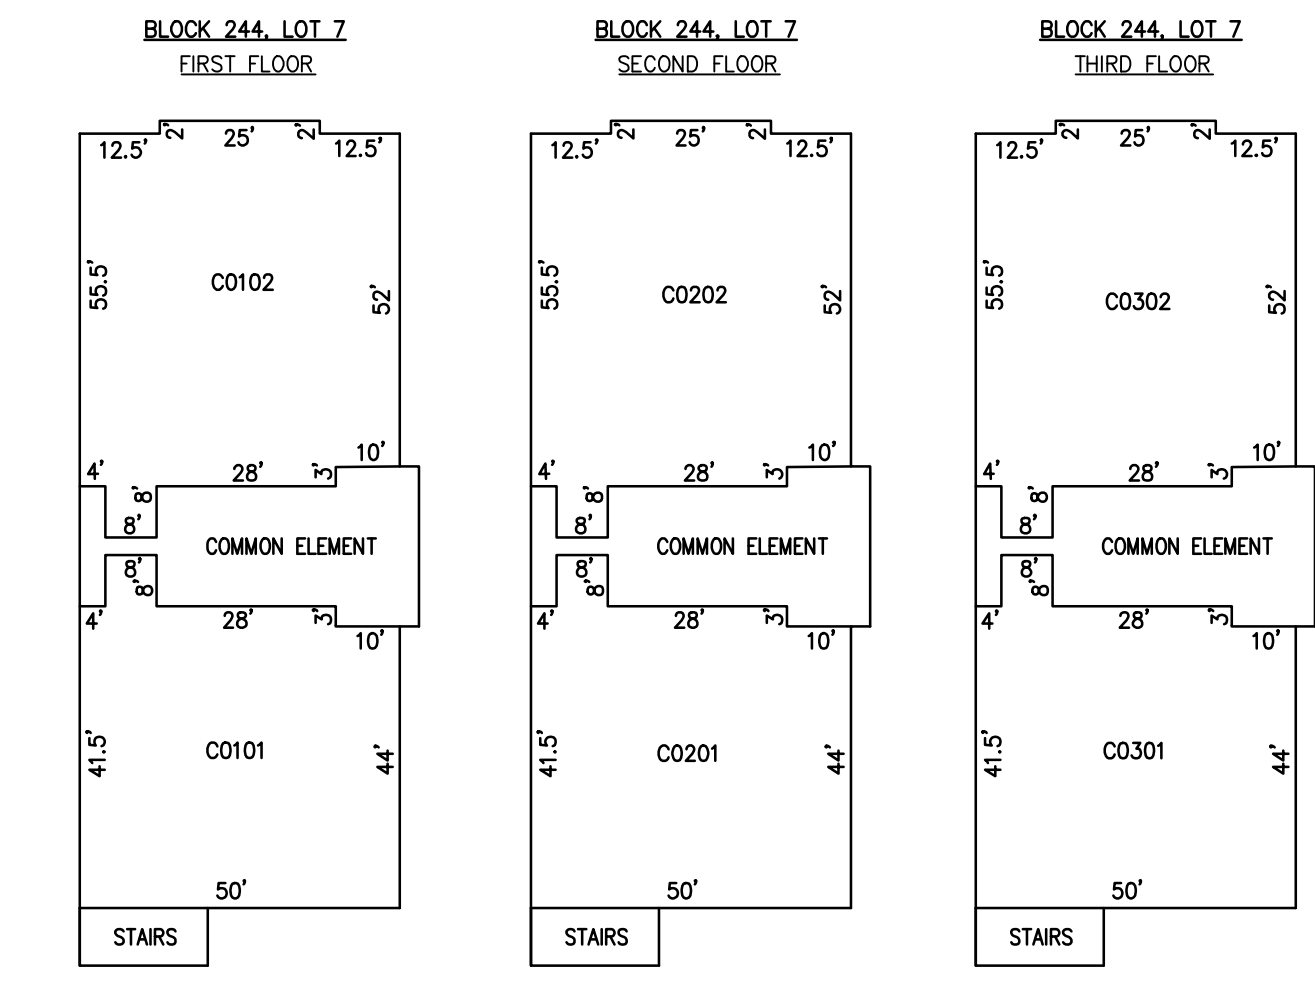 BLOCK 244, LOT 7
FIRST FLOOR
2' 25' 2'
12.5' 12.5'
55.5' C0102 52'
10'
4' 28' 3'
8'
8'
COMMON ELEMENT
8'
8'
4' 28' 3'
10'
41.5' C0101 44'
50'
STAIRS
BLOCK 244, LOT 7
SECOND FLOOR
2' 25' 2'
12.5' 12.5'
55.5' C0202 52'
10'
4' 28' 3'
8'
8'
COMMON ELEMENT
8'
8'
4' 28' 3'
10'
41.5' C0201 44'
50'
STAIRS
BLOCK 244, LOT 7
THIRD FLOOR
2' 25' 2'
12.5' 12.5'
55.5' C0302 52'
10'
4' 28' 3'
8'
8'
COMMON ELEMENT
8'
8'
4' 28' 3'
10'
41.5' C0301 44'
50'
STAIRS